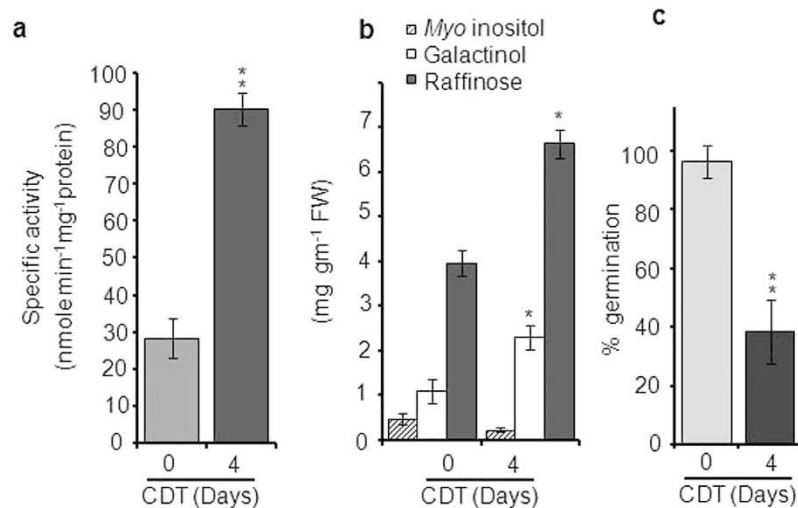 a
Specific activity
(nmole min⁻¹mg⁻¹protein)
100
90
80
70
60
50
40
30
20
10
0
**
0 4
CDT (Days)
b
Myo inositol
Galactinol
Raffinose
(mg gm⁻¹ FW)
7
6
5
4
3
2
1
0
*
*
0 4
CDT (Days)
c
% germination
100
80
60
40
20
0
**
0 4
CDT (Days)